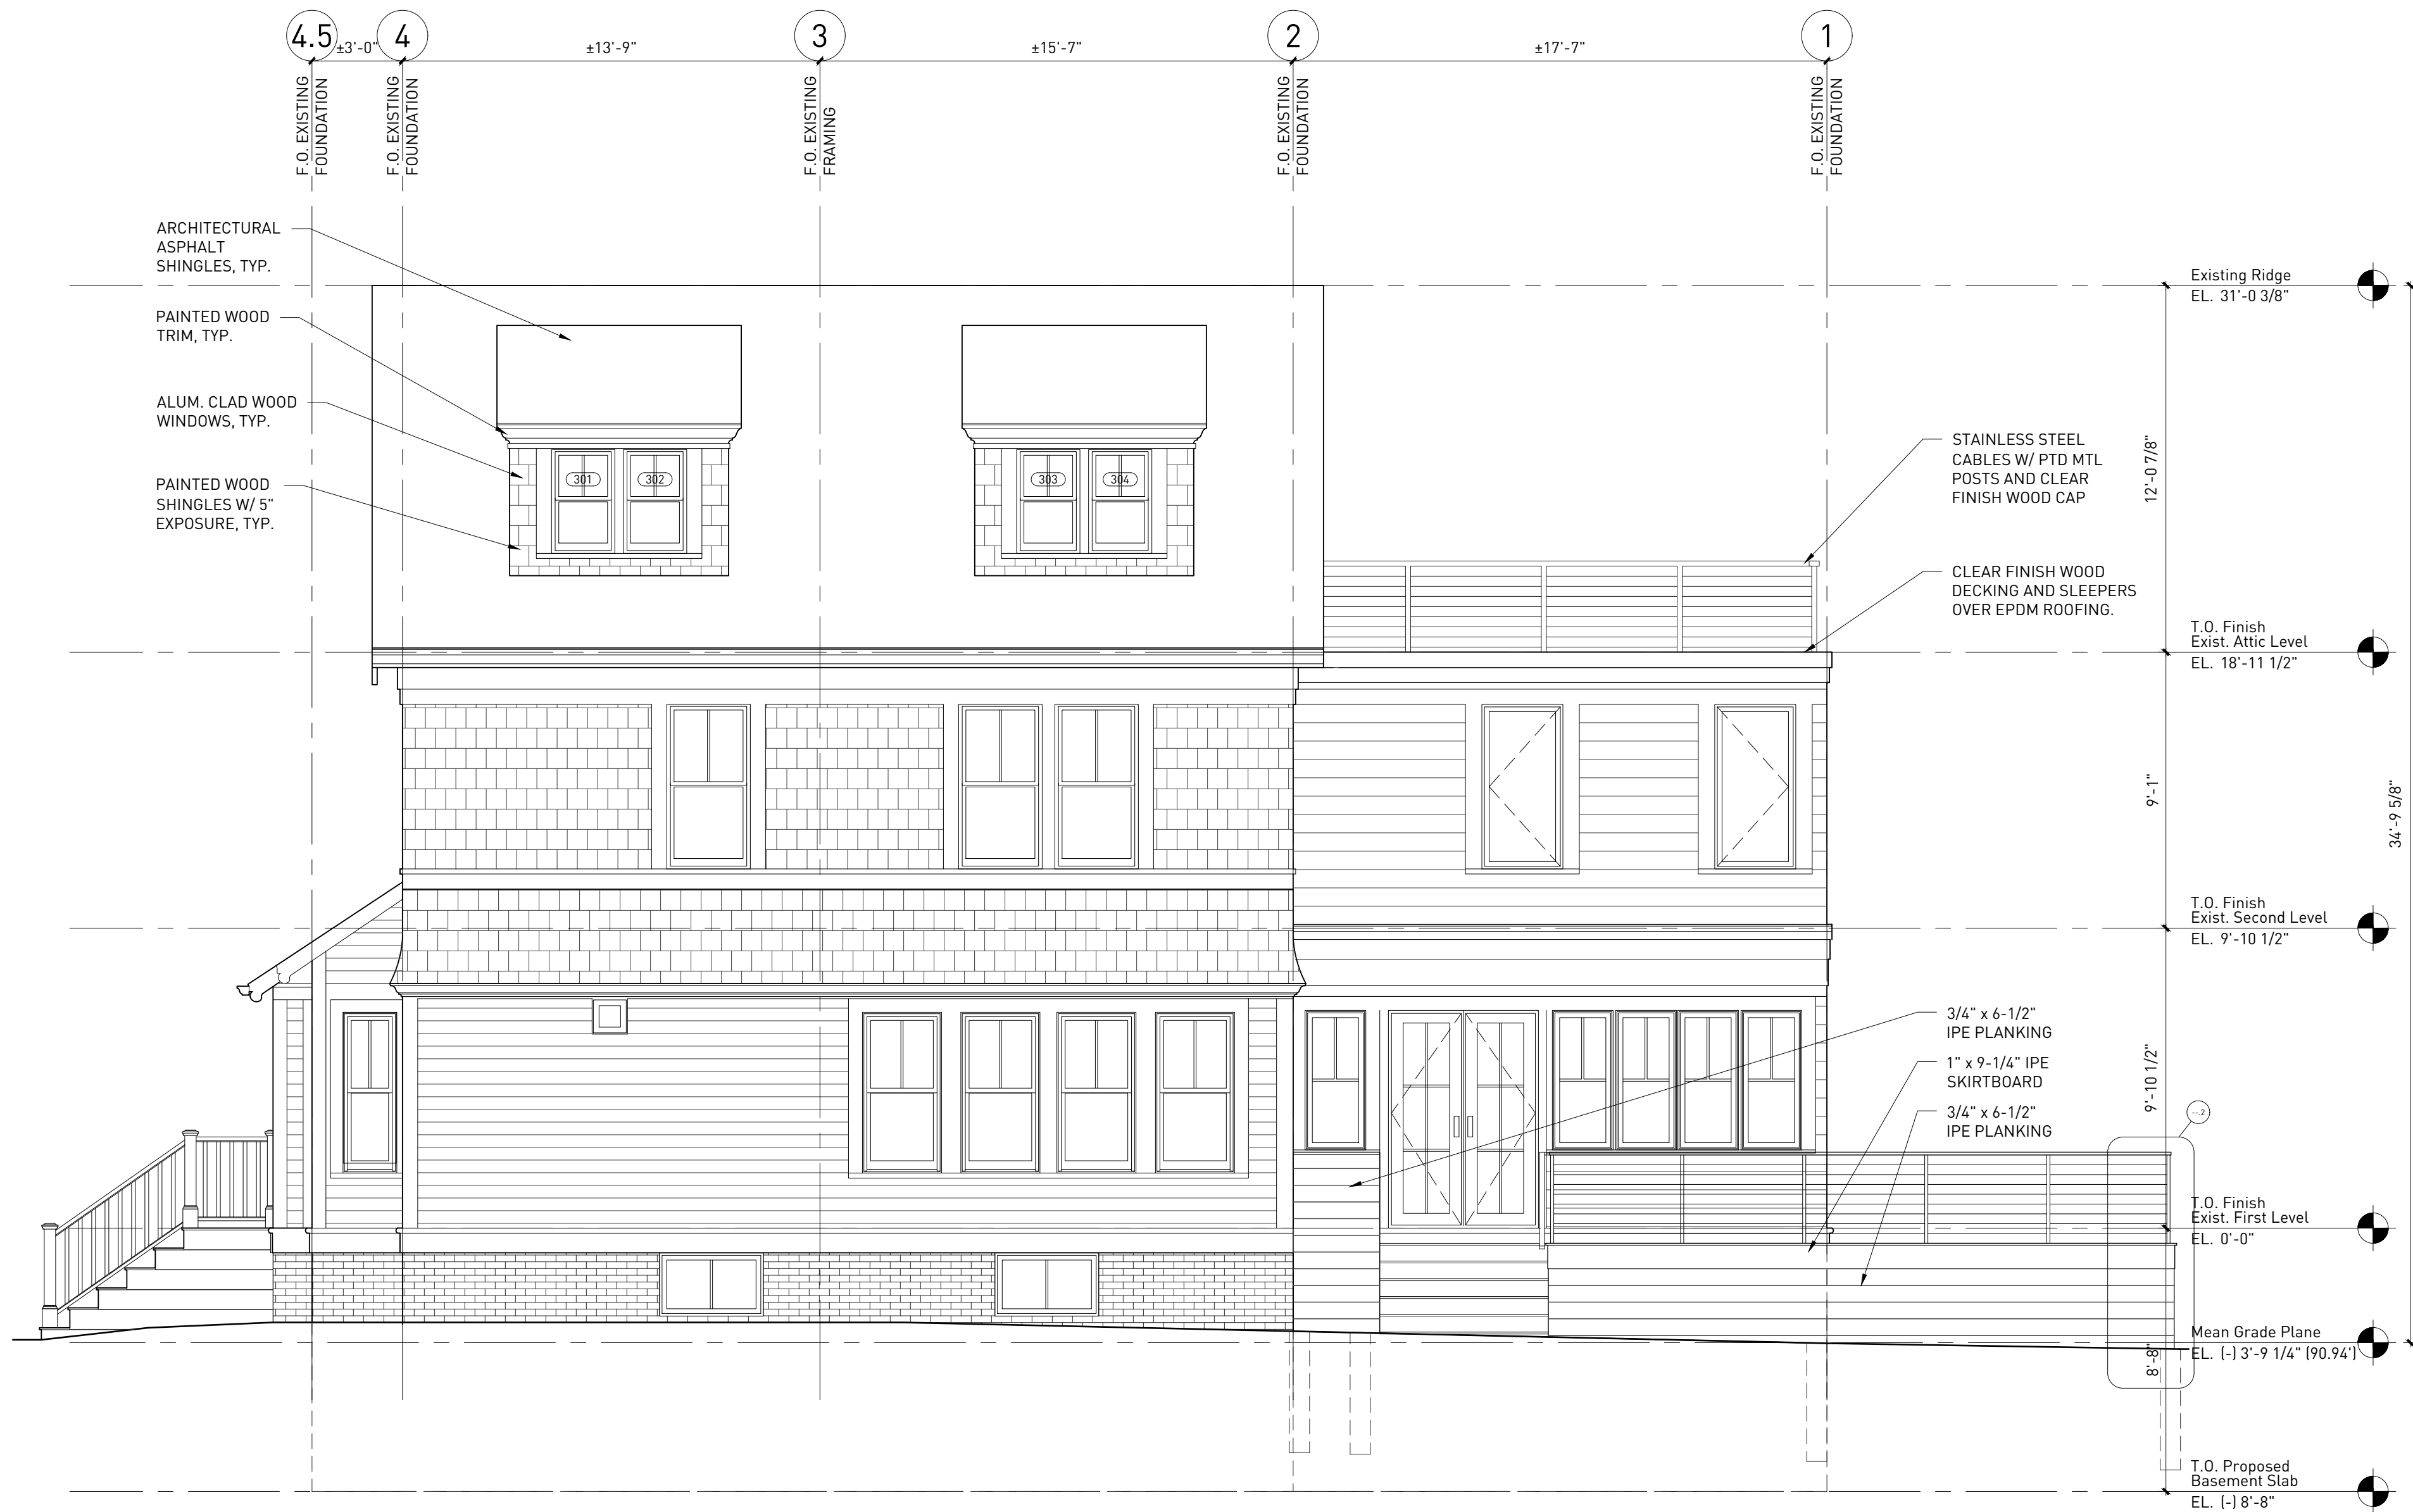 4.5
4
3
2
1
±3'-0"
±13'-9"
±15'-7"
±17'-7"
F.O. EXISTING
FOUNDATION
F.O. EXISTING
FOUNDATION
F.O. EXISTING
FRAMING
F.O. EXISTING
FOUNDATION
F.O. EXISTING
FOUNDATION
ARCHITECTURAL
ASPHALT
SHINGLES, TYP.
PAINTED WOOD
TRIM, TYP.
ALUM. CLAD WOOD
WINDOWS, TYP.
PAINTED WOOD
SHINGLES W/ 5"
EXPOSURE, TYP.
301
302
303
304
STAINLESS STEEL
CABLES W/ PTD MTL
POSTS AND CLEAR
FINISH WOOD CAP
CLEAR FINISH WOOD
DECKING AND SLEEPERS
OVER EPDM ROOFING.
3/4" x 6-1/2"
IPE PLANKING
1" x 9-1/4" IPE
SKIRTBOARD
3/4" x 6-1/2"
IPE PLANKING
--.2
12'-0 7/8"
9'-1"
9'-10 1/2"
8'-8"
34'-9 5/8"
Existing Ridge
EL. 31'-0 3/8"
T.O. Finish
Exist. Attic Level
EL. 18'-11 1/2"
T.O. Finish
Exist. Second Level
EL. 9'-10 1/2"
T.O. Finish
Exist. First Level
EL. 0'-0"
Mean Grade Plane
EL. (-) 3'-9 1/4" (90.94')
T.O. Proposed
Basement Slab
EL. (-) 8'-8"